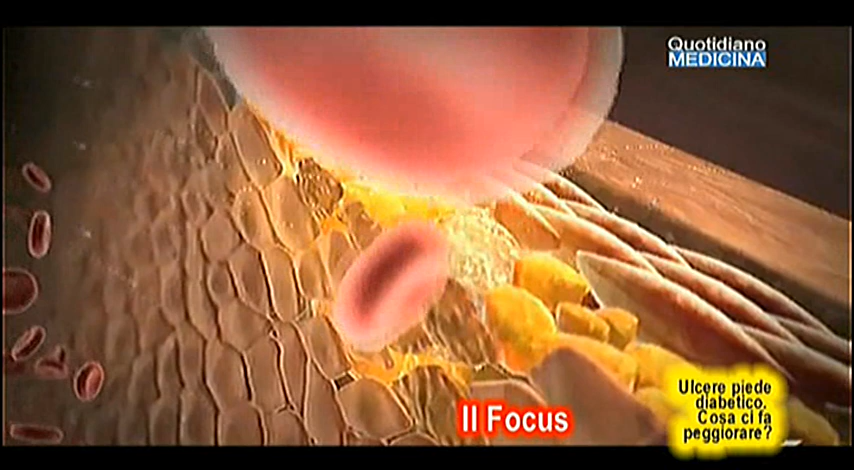 Quotidiano
MEDICINA
Il Focus
Ulcere piede
diabetico.
Cosa ci fa
peggiorare?